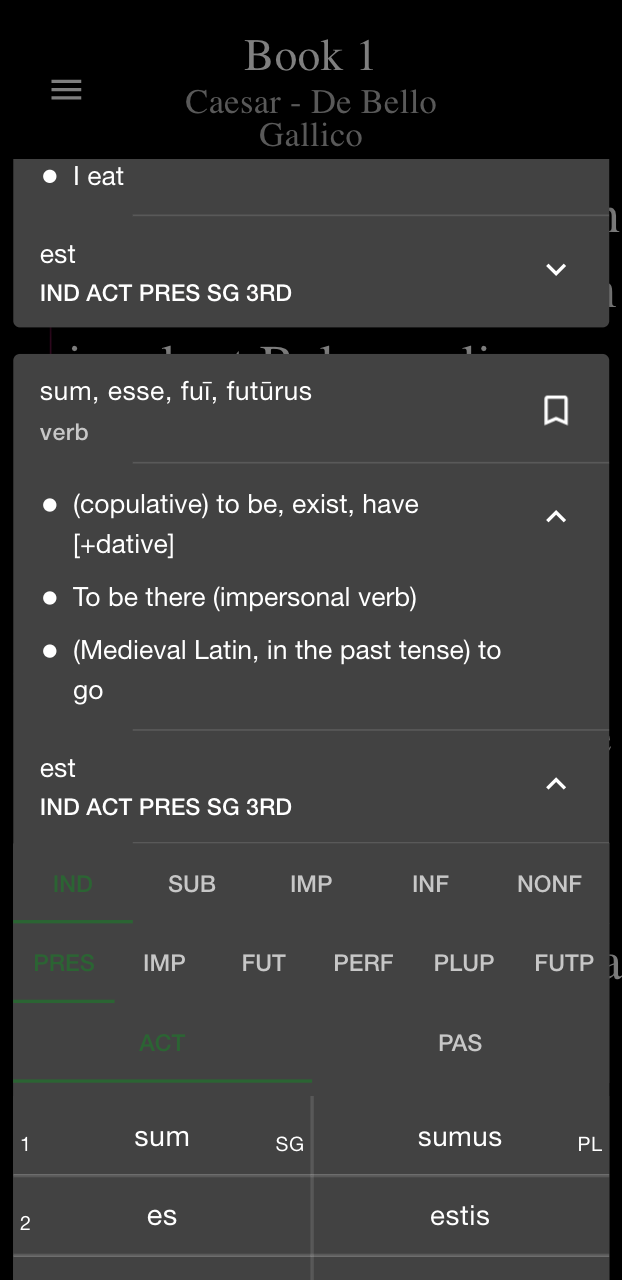 Book 1
Caesar - De Bello
Gallico
I eat
est
IND ACT PRES SG 3RD
sum, esse, fuī, futūrus
verb
(copulative) to be, exist, have
[+dative]
To be there (impersonal verb)
(Medieval Latin, in the past tense) to
go
est
IND ACT PRES SG 3RD
IND SUB IMP INF NONF
PRES IMP FUT PERF PLUP FUTP
ACT PAS
1 sum SG sumus PL
2 es estis